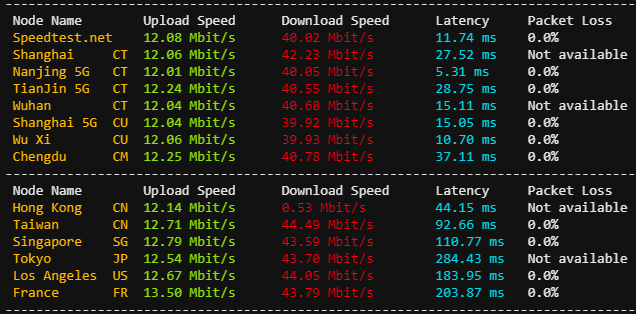 Node Name Upload Speed Download Speed Latency Packet Loss
Speedtest.net 12.08 Mbit/s 40.02 Mbit/s 11.74 ms 0.0%
Shanghai CT 12.06 Mbit/s 42.23 Mbit/s 27.52 ms Not available
Nanjing 5G CT 12.01 Mbit/s 40.05 Mbit/s 5.31 ms 0.0%
TianJin 5G CT 12.24 Mbit/s 40.55 Mbit/s 28.75 ms 0.0%
Wuhan CT 12.04 Mbit/s 40.68 Mbit/s 15.11 ms Not available
Shanghai 5G CU 12.04 Mbit/s 39.92 Mbit/s 15.05 ms 0.0%
Wu Xi CU 12.06 Mbit/s 39.93 Mbit/s 10.70 ms 0.0%
Chengdu CM 12.25 Mbit/s 40.78 Mbit/s 37.11 ms 0.0%
Node Name Upload Speed Download Speed Latency Packet Loss
Hong Kong CN 12.14 Mbit/s 0.53 Mbit/s 44.15 ms Not available
Taiwan CN 12.71 Mbit/s 44.49 Mbit/s 92.66 ms 0.0%
Singapore SG 12.79 Mbit/s 43.59 Mbit/s 110.77 ms 0.0%
Tokyo JP 12.54 Mbit/s 43.70 Mbit/s 284.43 ms Not available
Los Angeles US 12.67 Mbit/s 44.05 Mbit/s 183.95 ms 0.0%
France FR 13.50 Mbit/s 43.79 Mbit/s 203.87 ms 0.0%